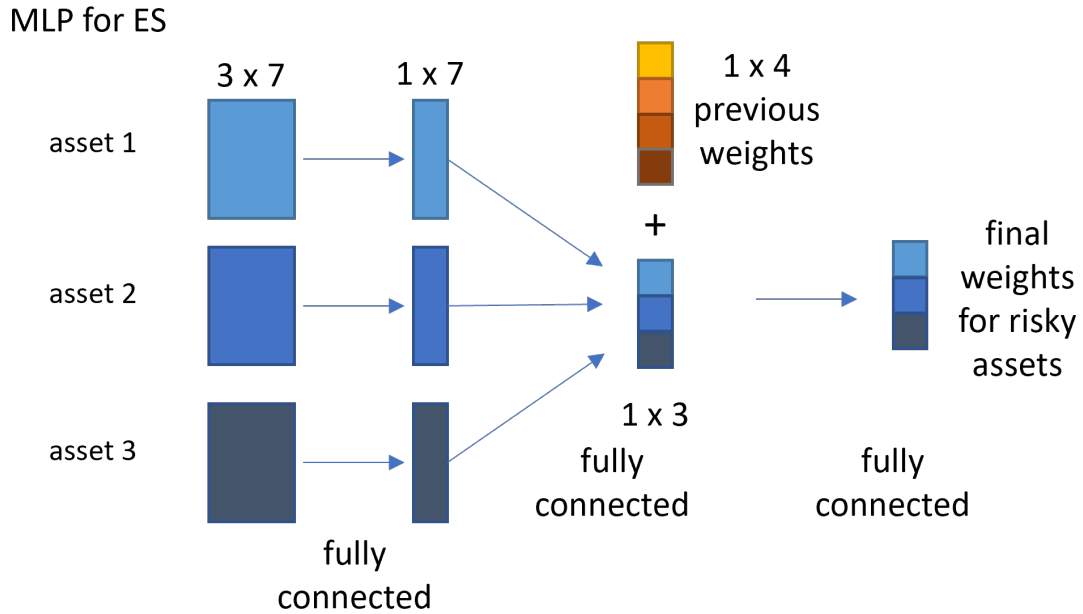 MLP for ES
3 x 7
1 x 7
1 x 4
previous
weights
asset 1
+
asset 2
final
weights
for risky
assets
asset 3
1 x 3
fully
connected
fully
connected
fully
connected